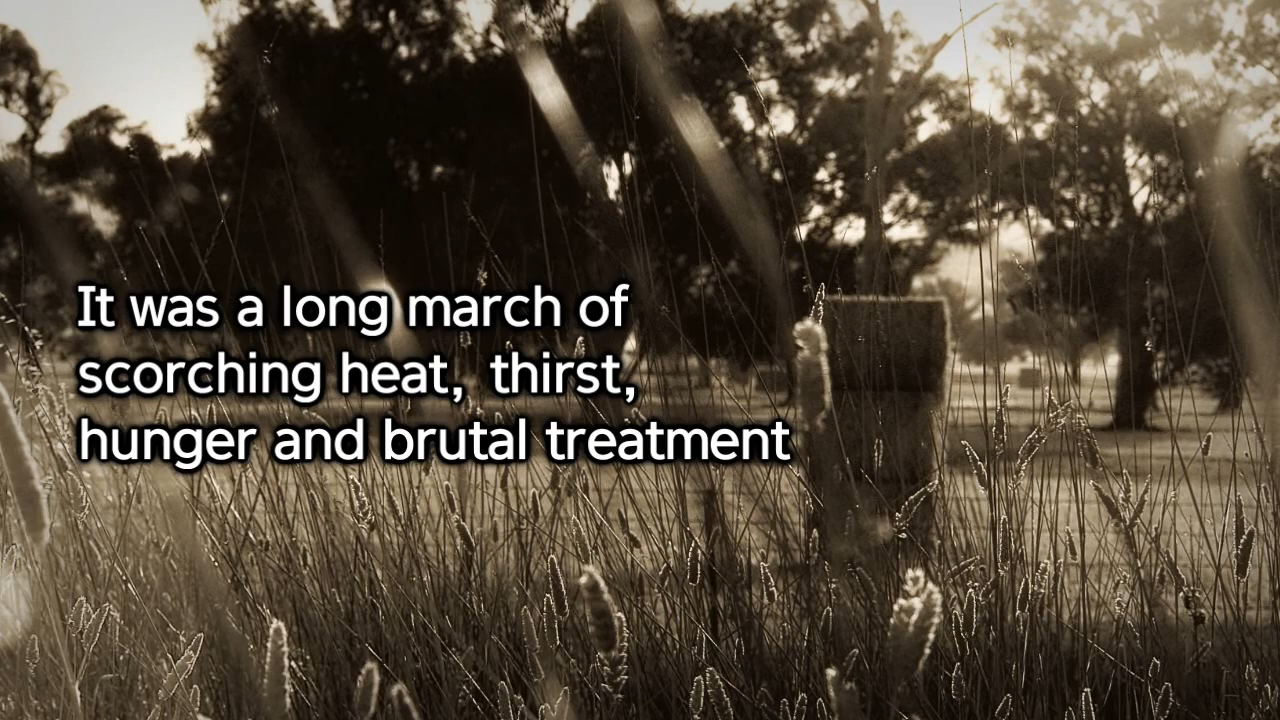 It was a long march of
scorching heat, thirst,
hunger and brutal treatment